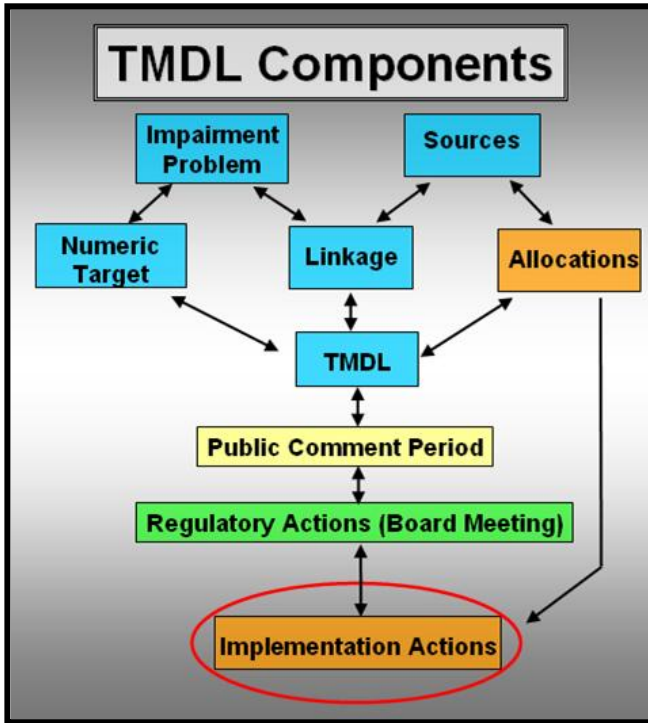 TMDL Components
Impairment
Problem
Sources
Numeric
Target
Linkage
Allocations
TMDL
Public Comment Period
Regulatory Actions (Board Meeting)
Implementation Actions